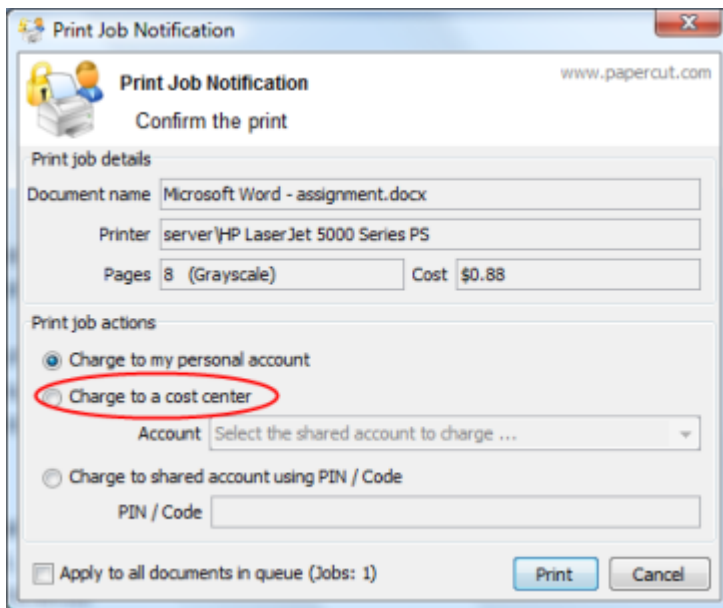 Print Job Notification
Print Job Notification
www.papercut.com
Confirm the print
Print job details
Document name Microsoft Word - assignment.docx
Printer server\HP LaserJet 5000 Series PS
Pages 8 (Grayscale) Cost $0.88
Print job actions
Charge to my personal account
Charge to a cost center
Account Select the shared account to charge ...
Charge to shared account using PIN / Code
PIN / Code
Apply to all documents in queue (Jobs: 1) Print Cancel